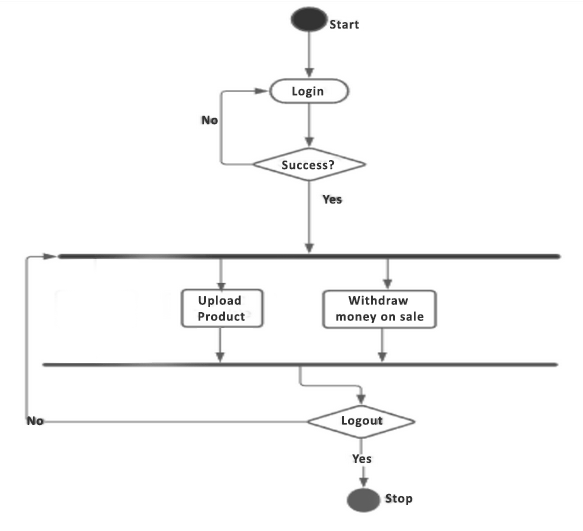 Start
Login
No
Success?
Yes
Upload
Product
Withdraw
money on sale
No
Logout
Yes
Stop